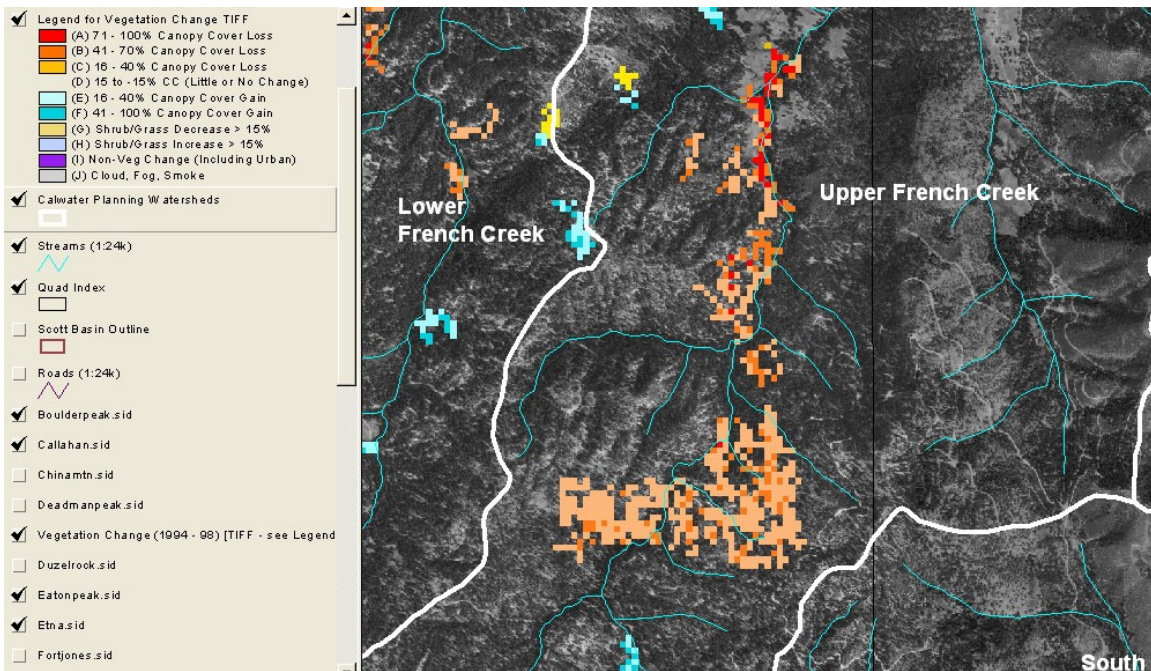 Legend for Vegetation Change TIFF
(A) 71 - 100% Canopy Cover Loss
(B) 41 - 70% Canopy Cover Loss
(C) 16 - 40% Canopy Cover Loss
(D) 15 to -15% CC (Little or No Change)
(E) 16 - 40% Canopy Cover Gain
(F) 41 - 100% Canopy Cover Gain
(G) Shrub/Grass Decrease > 15%
(H) Shrub/Grass Increase > 15%
(I) Non-Veg Change (Including Urban)
(J) Cloud, Fog, Smoke
Calwater Planning Watersheds
Streams (1:24k)
Quad Index
Scott Basin Outline
Roads (1:24k)
Boulderpeak.sid
Callahan.sid
Chinamtn.sid
Deadmanpeak.sid
Vegetation Change (1994 - 98) [TIFF - see Legend
Duzelrock.sid
Eatonpeak.sid
Etna.sid
Fortjones.sid
Lower
French Creek
Upper French Creek
South